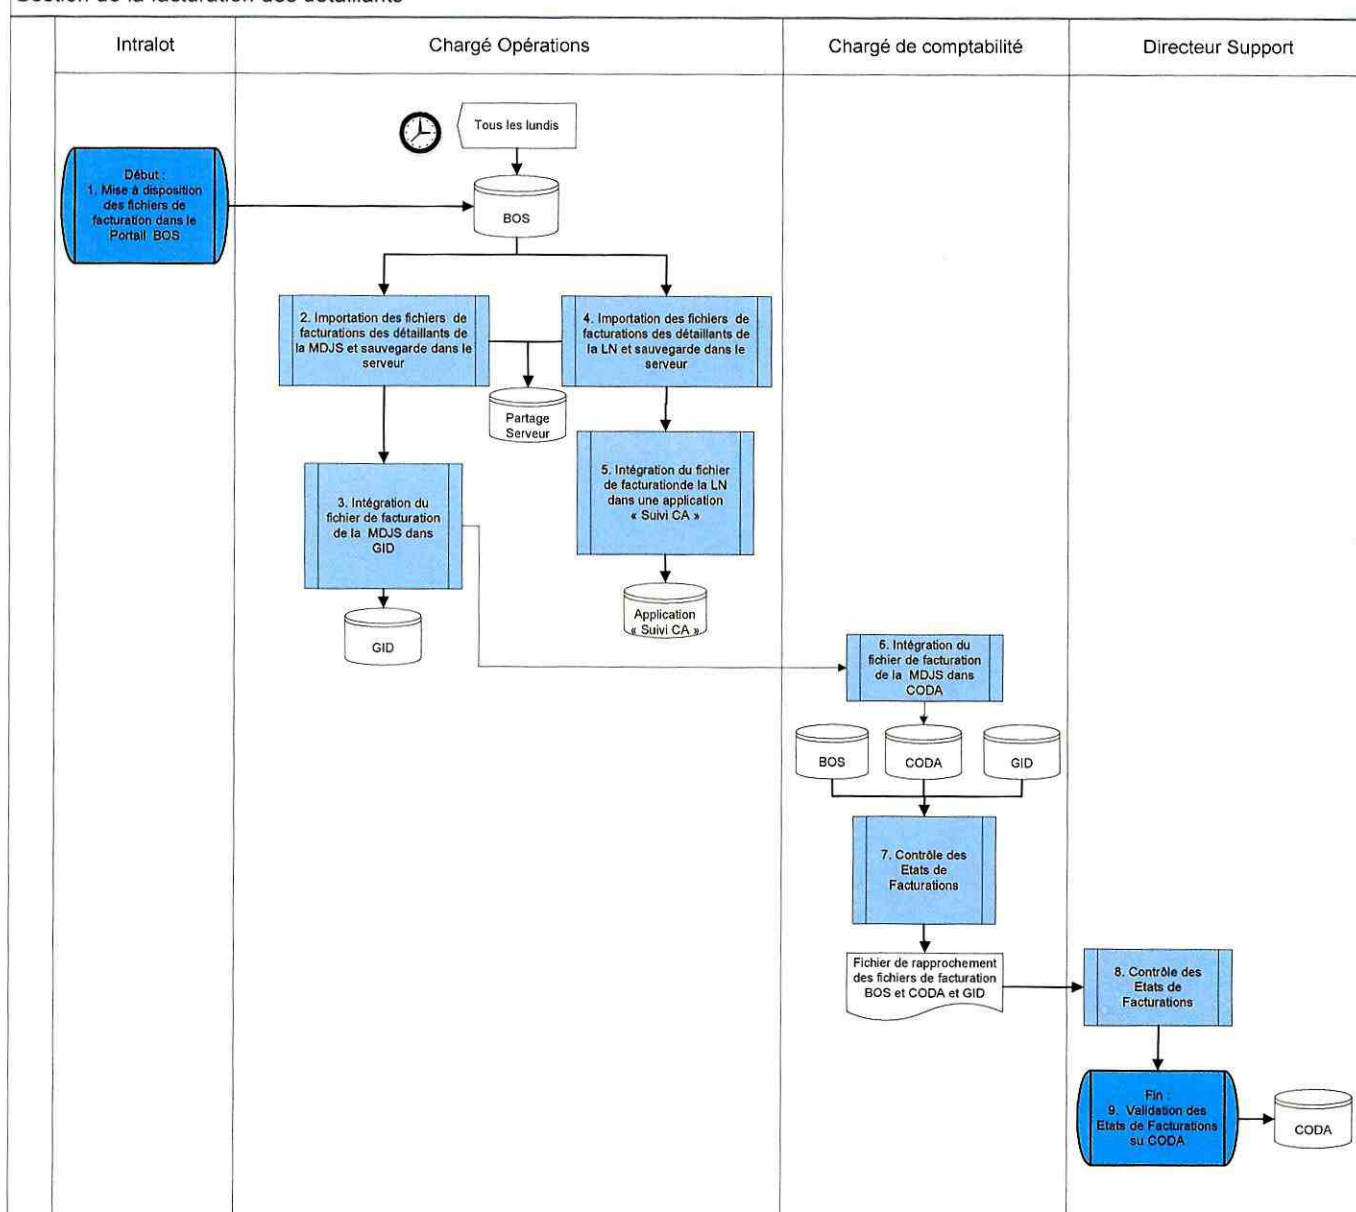 Gestion de la facturation des détaillants
Intralot
Chargé Opérations
Chargé de comptabilité
Directeur Support
Tous les lundis
Début :
1. Mise à disposition
des fichiers de
facturation dans le
Portail BOS
BOS
2. Importation des fichiers de
facturations des détaillants de
la MDJS et sauvegarde dans le
serveur
4. Importation des fichiers de
facturations des détaillants de
la LN et sauvegarde dans le
serveur
Partage
Serveur
3. Intégration du
fichier de facturation
de la MDJS dans
GID
5. Intégration du fichier
de facturationde la LN
dans une application
« Suivi CA »
GID
Application
« Suivi CA »
6. Intégration du
fichier de facturation
de la MDJS dans
CODA
BOS
CODA
GID
7. Contrôle des
Etats de
Facturations
Fichier de rapprochement
des fichiers de facturation
BOS et CODA et GID
8. Contrôle des
Etats de
Facturations
Fin :
9. Validation des
Etats de Facturations
su CODA
CODA